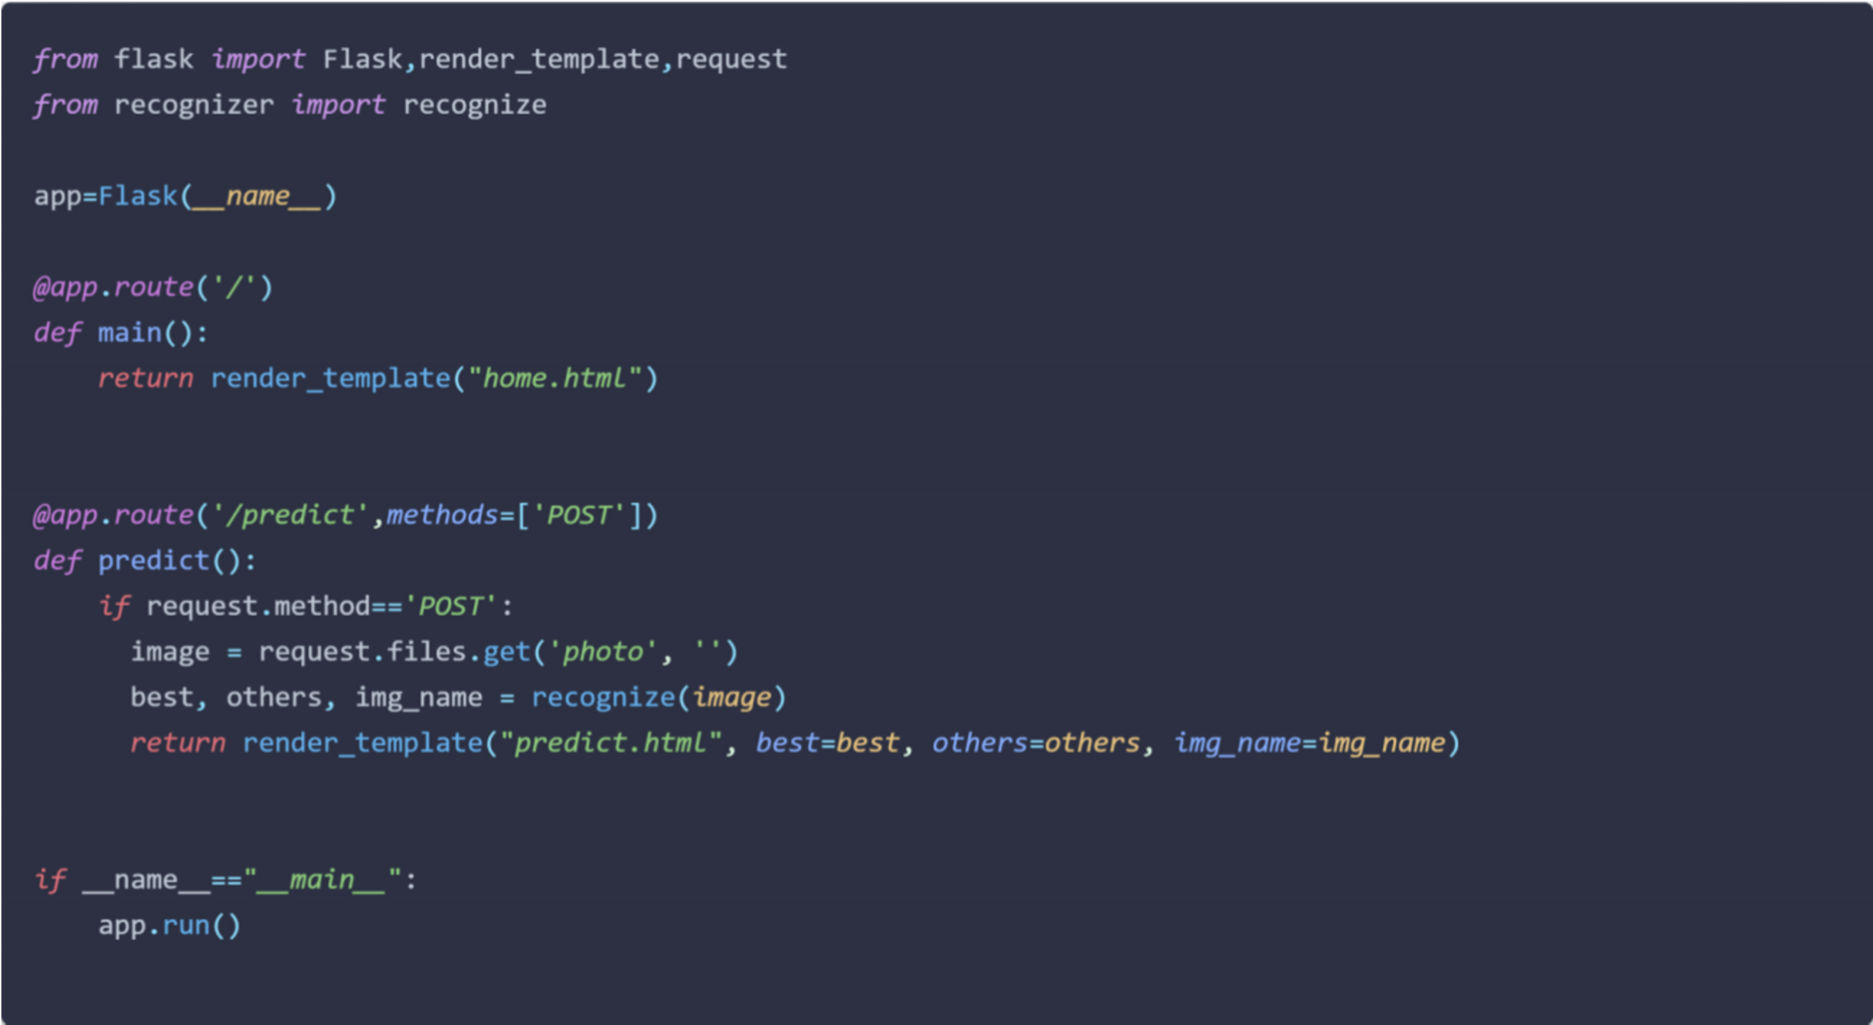 from flask import Flask,render_template,request
from recognizer import recognize
app=Flask(__name__)
@app.route('/')
def main():
    return render_template("home.html")
@app.route('/predict',methods=['POST'])
def predict():
    if request.method=='POST':
      image = request.files.get('photo', '')
      best, others, img_name = recognize(image)
      return render_template("predict.html", best=best, others=others, img_name=img_name)
if __name__=="__main__":
    app.run()